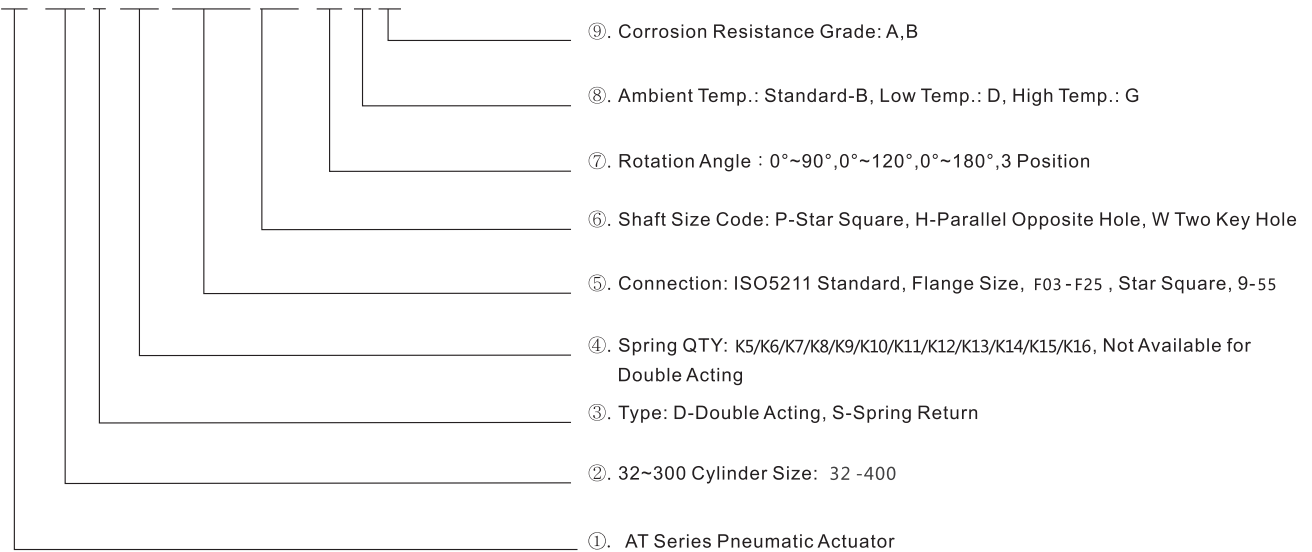 ⑨. Corrosion Resistance Grade: A,B
⑧. Ambient Temp.: Standard-B, Low Temp.: D, High Temp.: G
⑦. Rotation Angle：0°~90°,0°~120°,0°~180°,3 Position
⑥. Shaft Size Code: P-Star Square, H-Parallel Opposite Hole, W Two Key Hole
⑤. Connection: ISO5211 Standard, Flange Size, F03-F25 , Star Square, 9-55
④. Spring QTY: K5/K6/K7/K8/K9/K10/K11/K12/K13/K14/K15/K16, Not Available for
Double Acting
③. Type: D-Double Acting, S-Spring Return
②. 32~300 Cylinder Size: 32 -400
①. AT Series Pneumatic Actuator